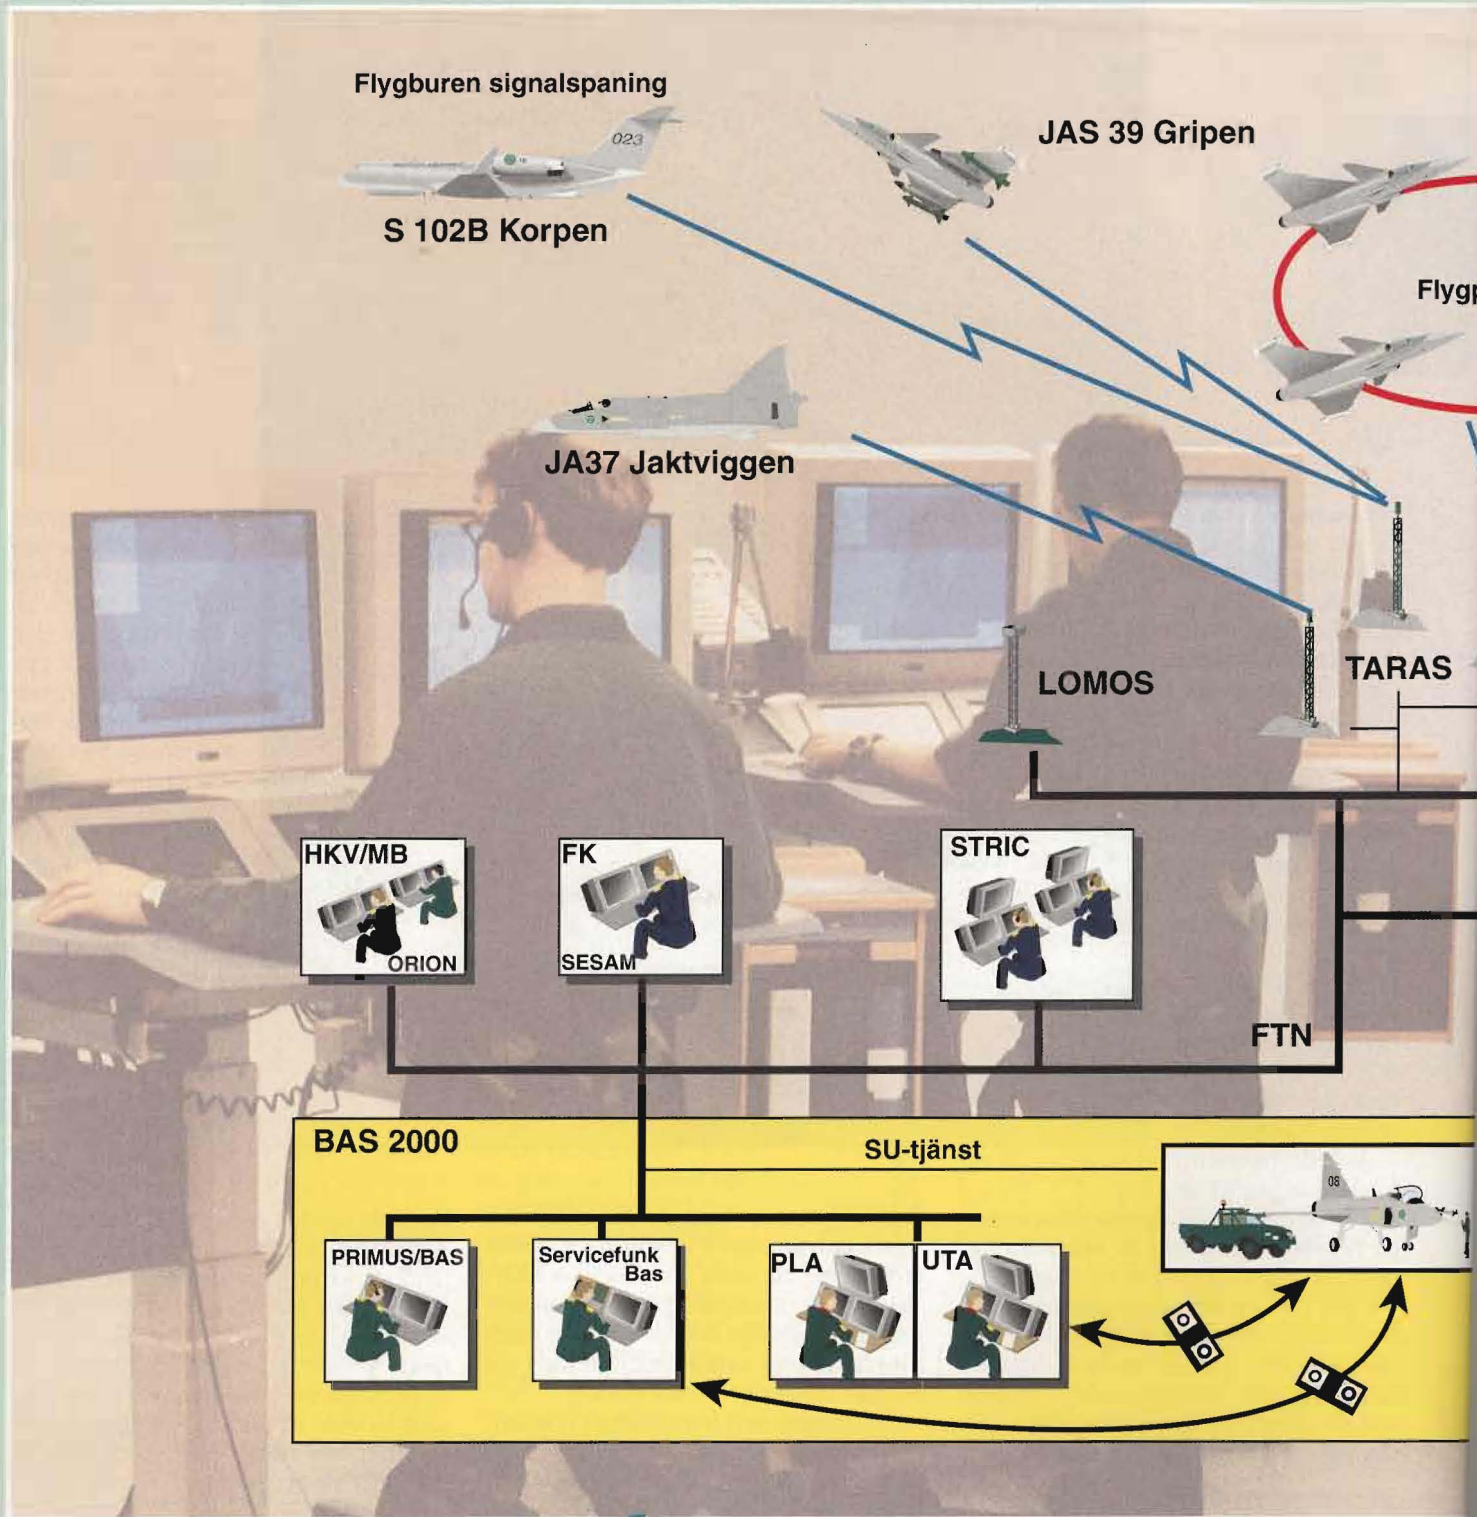 Flygburen signalspaning
023
S 102B Korpen
JAS 39 Gripen
JA37 Jaktviggen
LOMOS
TARAS
HKV/MB
ORION
FK
SESAM
STRIC
FTN
BAS 2000
SU-tjänst
08
PRIMUS/BAS
Servicefunk
Bas
PLA
UTA